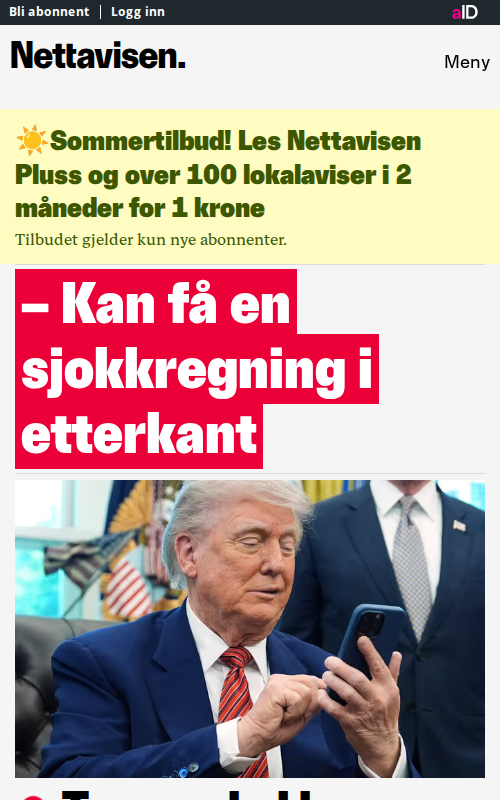 Bli abonnent
Logg inn
aID
Nettavisen.
Meny
Sommertilbud! Les Nettavisen
Pluss og over 100 lokalaviser i 2
måneder for 1 krone
Tilbudet gjelder kun nye abonnenter.
– Kan få en
sjokkregning i
etterkant